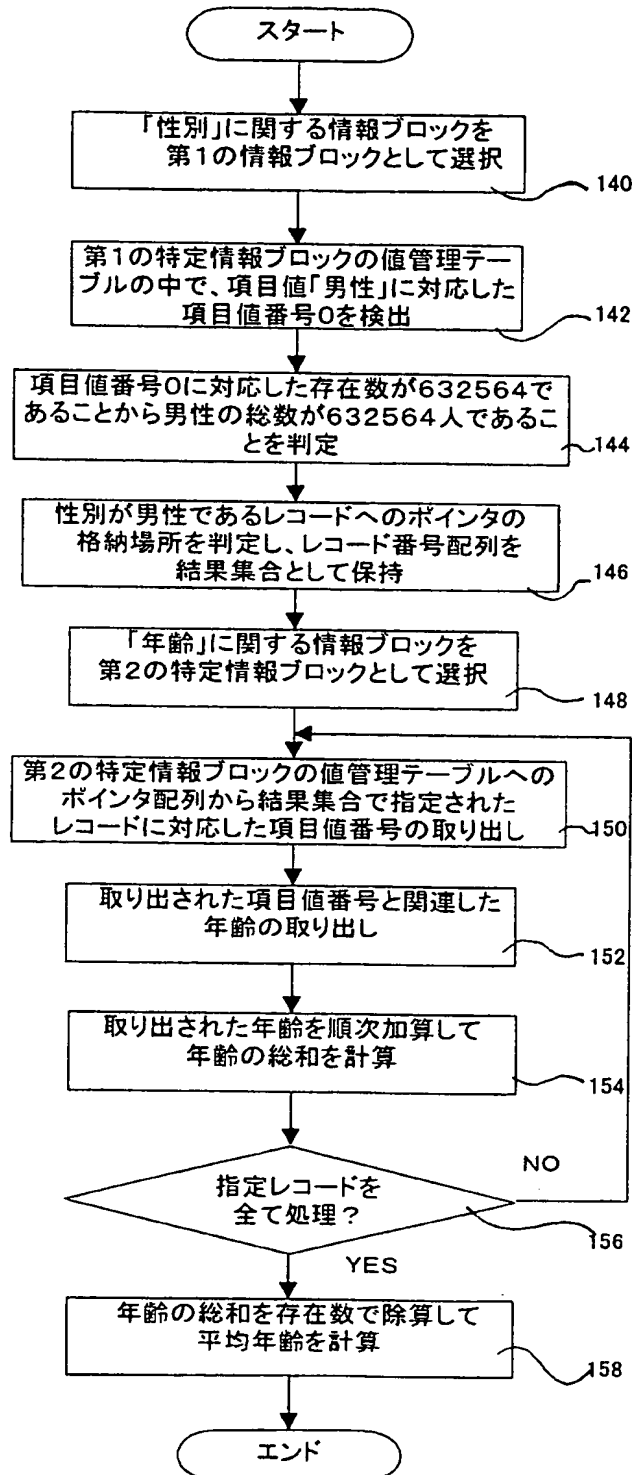 スタート
「性別」に関する情報ブロックを
第1の情報ブロックとして選択
140
第1の特定情報ブロックの値管理テー
ブルの中で、項目値「男性」に対応した
項目値番号0を検出
142
項目値番号0に対応した存在数が632564で
あることから男性の総数が632564人であるこ
とを判定
144
性別が男性であるレコードへのポインタの
格納場所を判定し、レコード番号配列を
結果集合として保持
146
「年齢」に関する情報ブロックを
第2の特定情報ブロックとして選択
148
第2の特定情報ブロックの値管理テーブルへの
ポインタ配列から結果集合で指定された
レコードに対応した項目値番号の取り出し
150
取り出された項目値番号と関連した
年齢の取り出し
152
取り出された年齢を順次加算して
年齢の総和を計算
154
NO
指定レコードを
全て処理?
156
YES
年齢の総和を存在数で除算して
平均年齢を計算
158
エンド